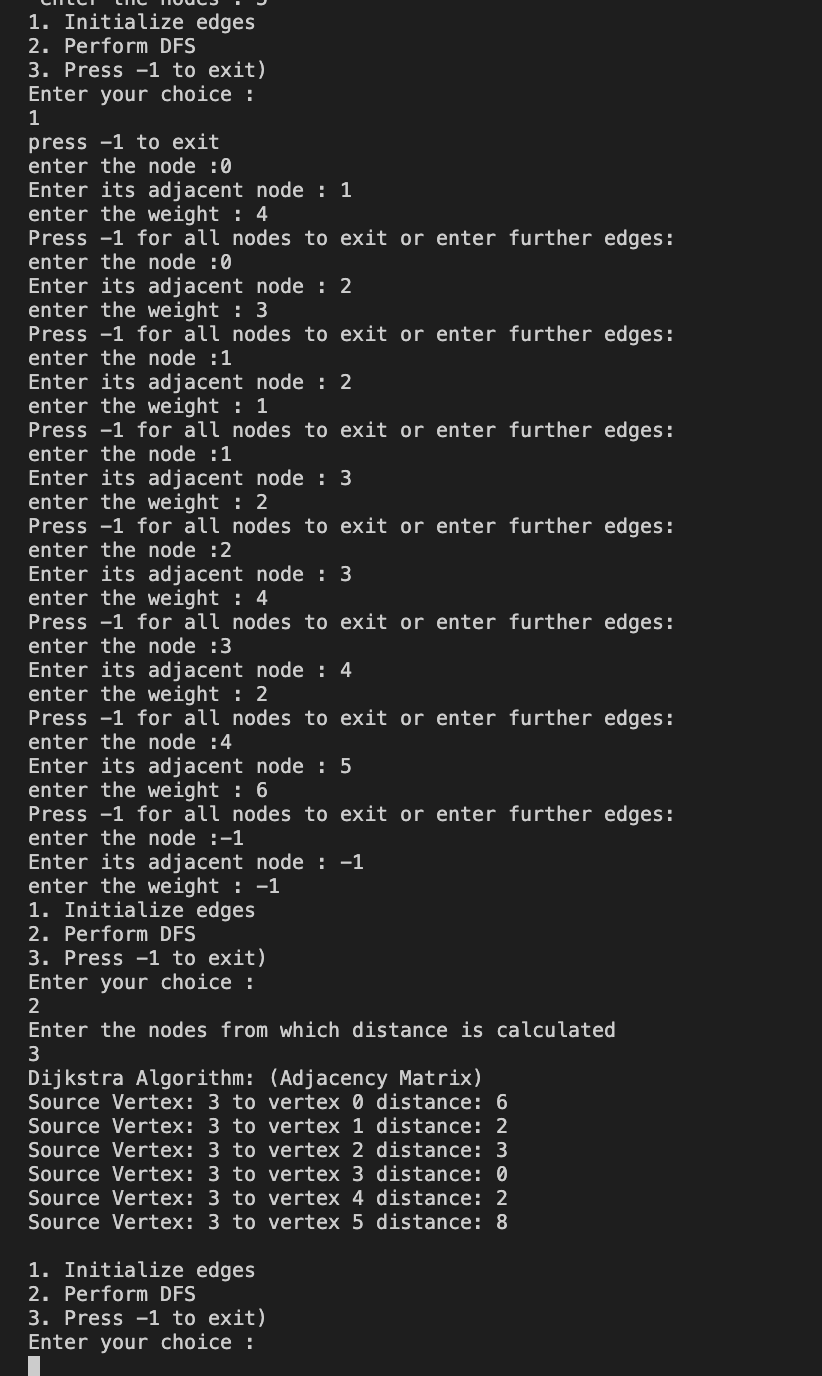 enter the nodes : 5
1. Initialize edges
2. Perform DFS
3. Press -1 to exit)
Enter your choice :
1
press -1 to exit
enter the node :0
Enter its adjacent node : 1
enter the weight : 4
Press -1 for all nodes to exit or enter further edges:
enter the node :0
Enter its adjacent node : 2
enter the weight : 3
Press -1 for all nodes to exit or enter further edges:
enter the node :1
Enter its adjacent node : 2
enter the weight : 1
Press -1 for all nodes to exit or enter further edges:
enter the node :1
Enter its adjacent node : 3
enter the weight : 2
Press -1 for all nodes to exit or enter further edges:
enter the node :2
Enter its adjacent node : 3
enter the weight : 4
Press -1 for all nodes to exit or enter further edges:
enter the node :3
Enter its adjacent node : 4
enter the weight : 2
Press -1 for all nodes to exit or enter further edges:
enter the node :4
Enter its adjacent node : 5
enter the weight : 6
Press -1 for all nodes to exit or enter further edges:
enter the node :-1
Enter its adjacent node : -1
enter the weight : -1
1. Initialize edges
2. Perform DFS
3. Press -1 to exit)
Enter your choice :
2
Enter the nodes from which distance is calculated
3
Dijkstra Algorithm: (Adjacency Matrix)
Source Vertex: 3 to vertex 0 distance: 6
Source Vertex: 3 to vertex 1 distance: 2
Source Vertex: 3 to vertex 2 distance: 3
Source Vertex: 3 to vertex 3 distance: 0
Source Vertex: 3 to vertex 4 distance: 2
Source Vertex: 3 to vertex 5 distance: 8
1. Initialize edges
2. Perform DFS
3. Press -1 to exit)
Enter your choice :